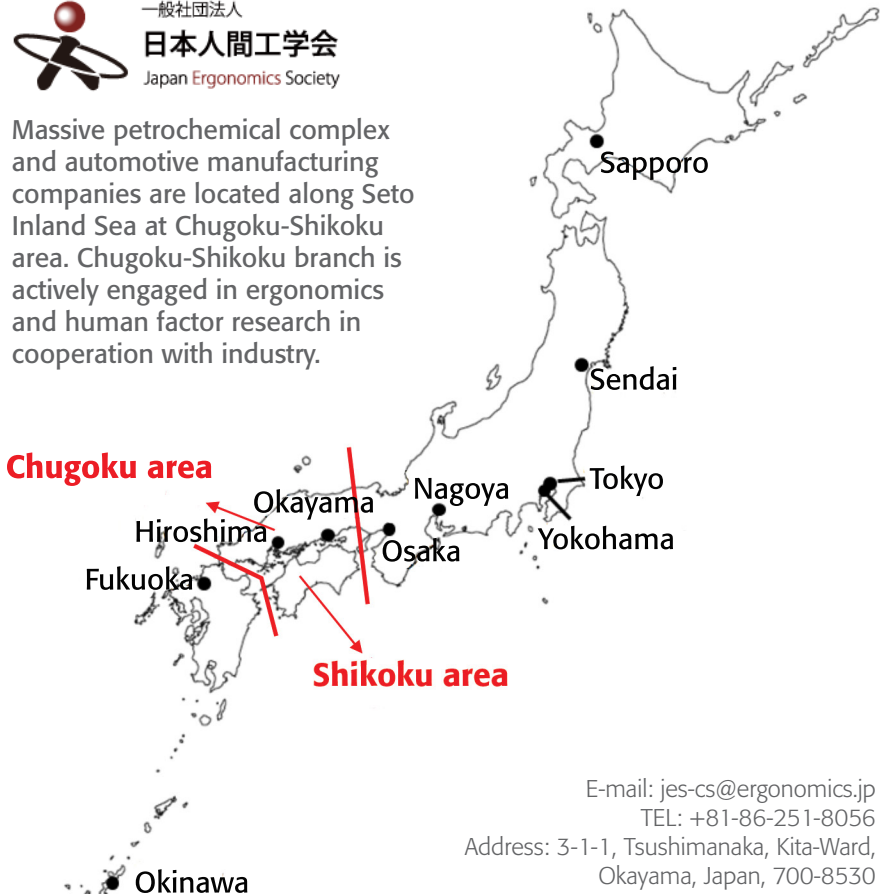 一般社団法人
日本人間工学会
Japan Ergonomics Society
Massive petrochemical complex
and automotive manufacturing
companies are located along Seto
Inland Sea at Chugoku-Shikoku
area. Chugoku-Shikoku branch is
actively engaged in ergonomics
and human factor research in
cooperation with industry.
Sapporo
Sendai
Chugoku area
Tokyo
Nagoya
Okayama
Hiroshima
Yokohama
Osaka
Fukuoka
Shikoku area
E-mail: jes-cs@ergonomics.jp
TEL: +81-86-251-8056
Address: 3-1-1, Tsushimanaka, Kita-Ward,
Okayama, Japan, 700-8530
Okinawa